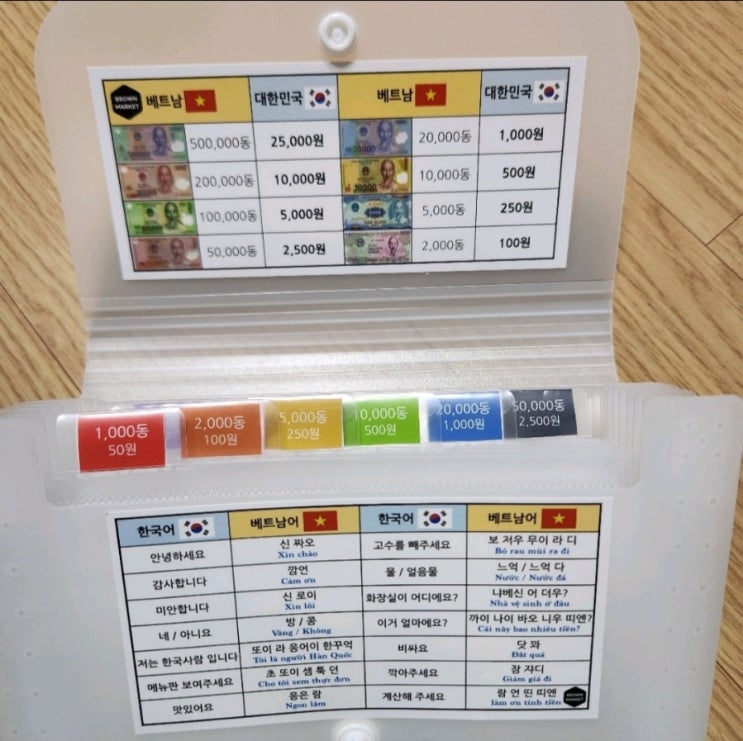 BROWN MARKET 베트남 대한민국 베트남 대한민국
500,000동 25,000원 20,000동 1,000원
200,000동 10,000원 10,000동 500원
100,000동 5,000원 5,000동 250원
50,000동 2,500원 2,000동 100원
1,000동 2,000동 5,000동 10,000동 20,000동 50,000동
50원 100원 250원 500원 1,000원 2,500원
한국어 베트남어 한국어 베트남어
안녕하세요 신 짜오 고수를 빼주세요 보 저우 무이 라 디
Xin chào Bỏ rau mùi ra đi
감사합니다 깜언 물 / 얼음물 느억 / 느억 다
Cảm ơn Nước / Nước đá
미안합니다 신 로이 화장실이 어디에요? 냐베신 어 더우?
Xin lỗi Nhà vệ sinh ở đâu
네 / 아니요 방 / 콩 이거 얼마에요? 까이 나이 바오 니우 띠엔?
Vâng / Không Cái này bao nhiêu tiền?
저는 한국사람 입니다 또이 라 응어이 한꾸억 비싸요 닷 꽈
Tôi là người Hàn Quốc Đắt quá
메뉴판 보여주세요 초 또이 셈 특 던 깍아주세요 잠 쟈디
Cho tôi xem thực đơn Giảm giá đi
맛있어요 응온 람 계산해 주세요 람 언 띤 띠엔
Ngon lắm làm ơn tính tiền
BROWN MARKET